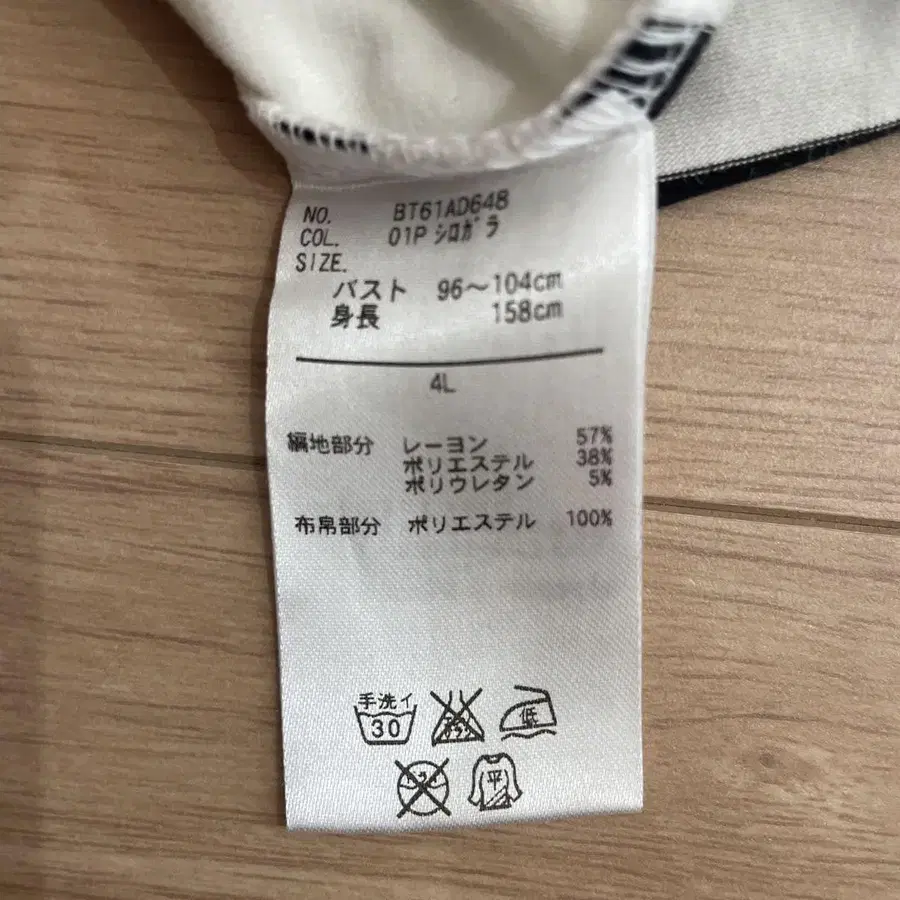 NO. BT61AD648
COL. 01P シロガラ
SIZE.
バスト 96～104cm
身長 158cm
4L
編地部分 レーヨン 57%
ポリエステル 38%
ポリウレタン 5%
布帛部分 ポリエステル 100%
手洗イ
30
低
平